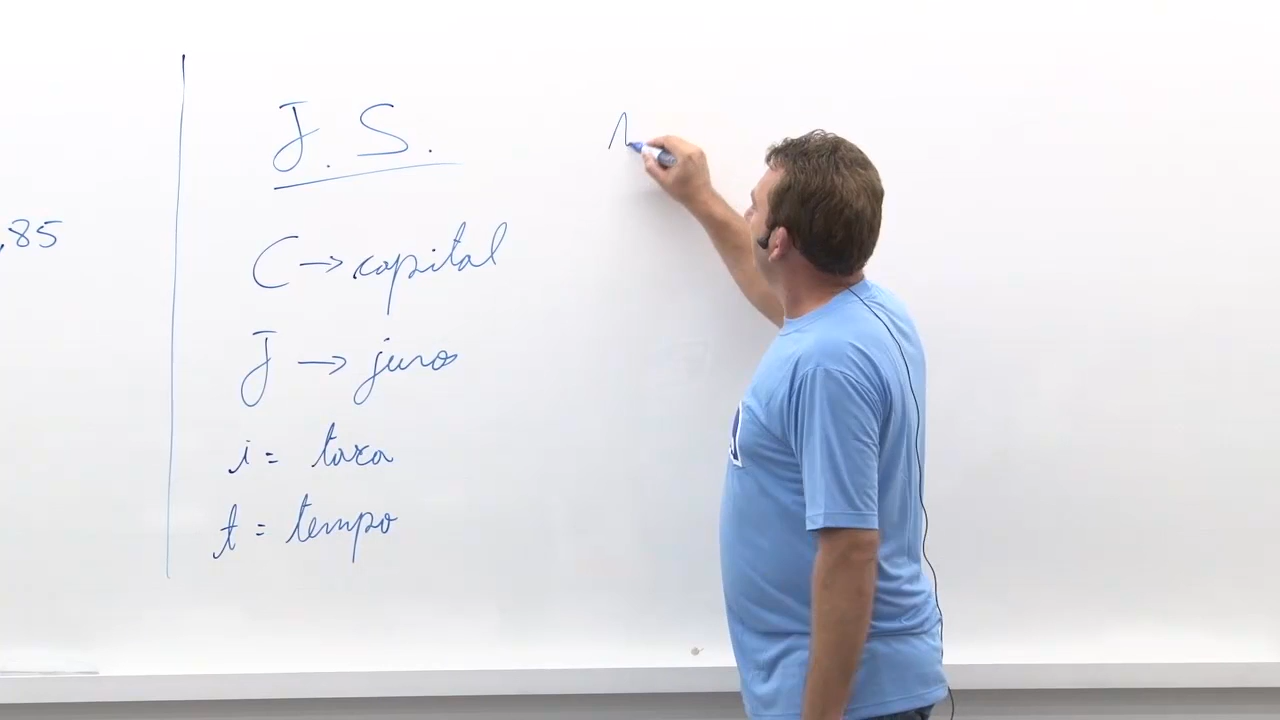 ,85
J. S.
C → capital
J → juro
i = taxa
t = tempo